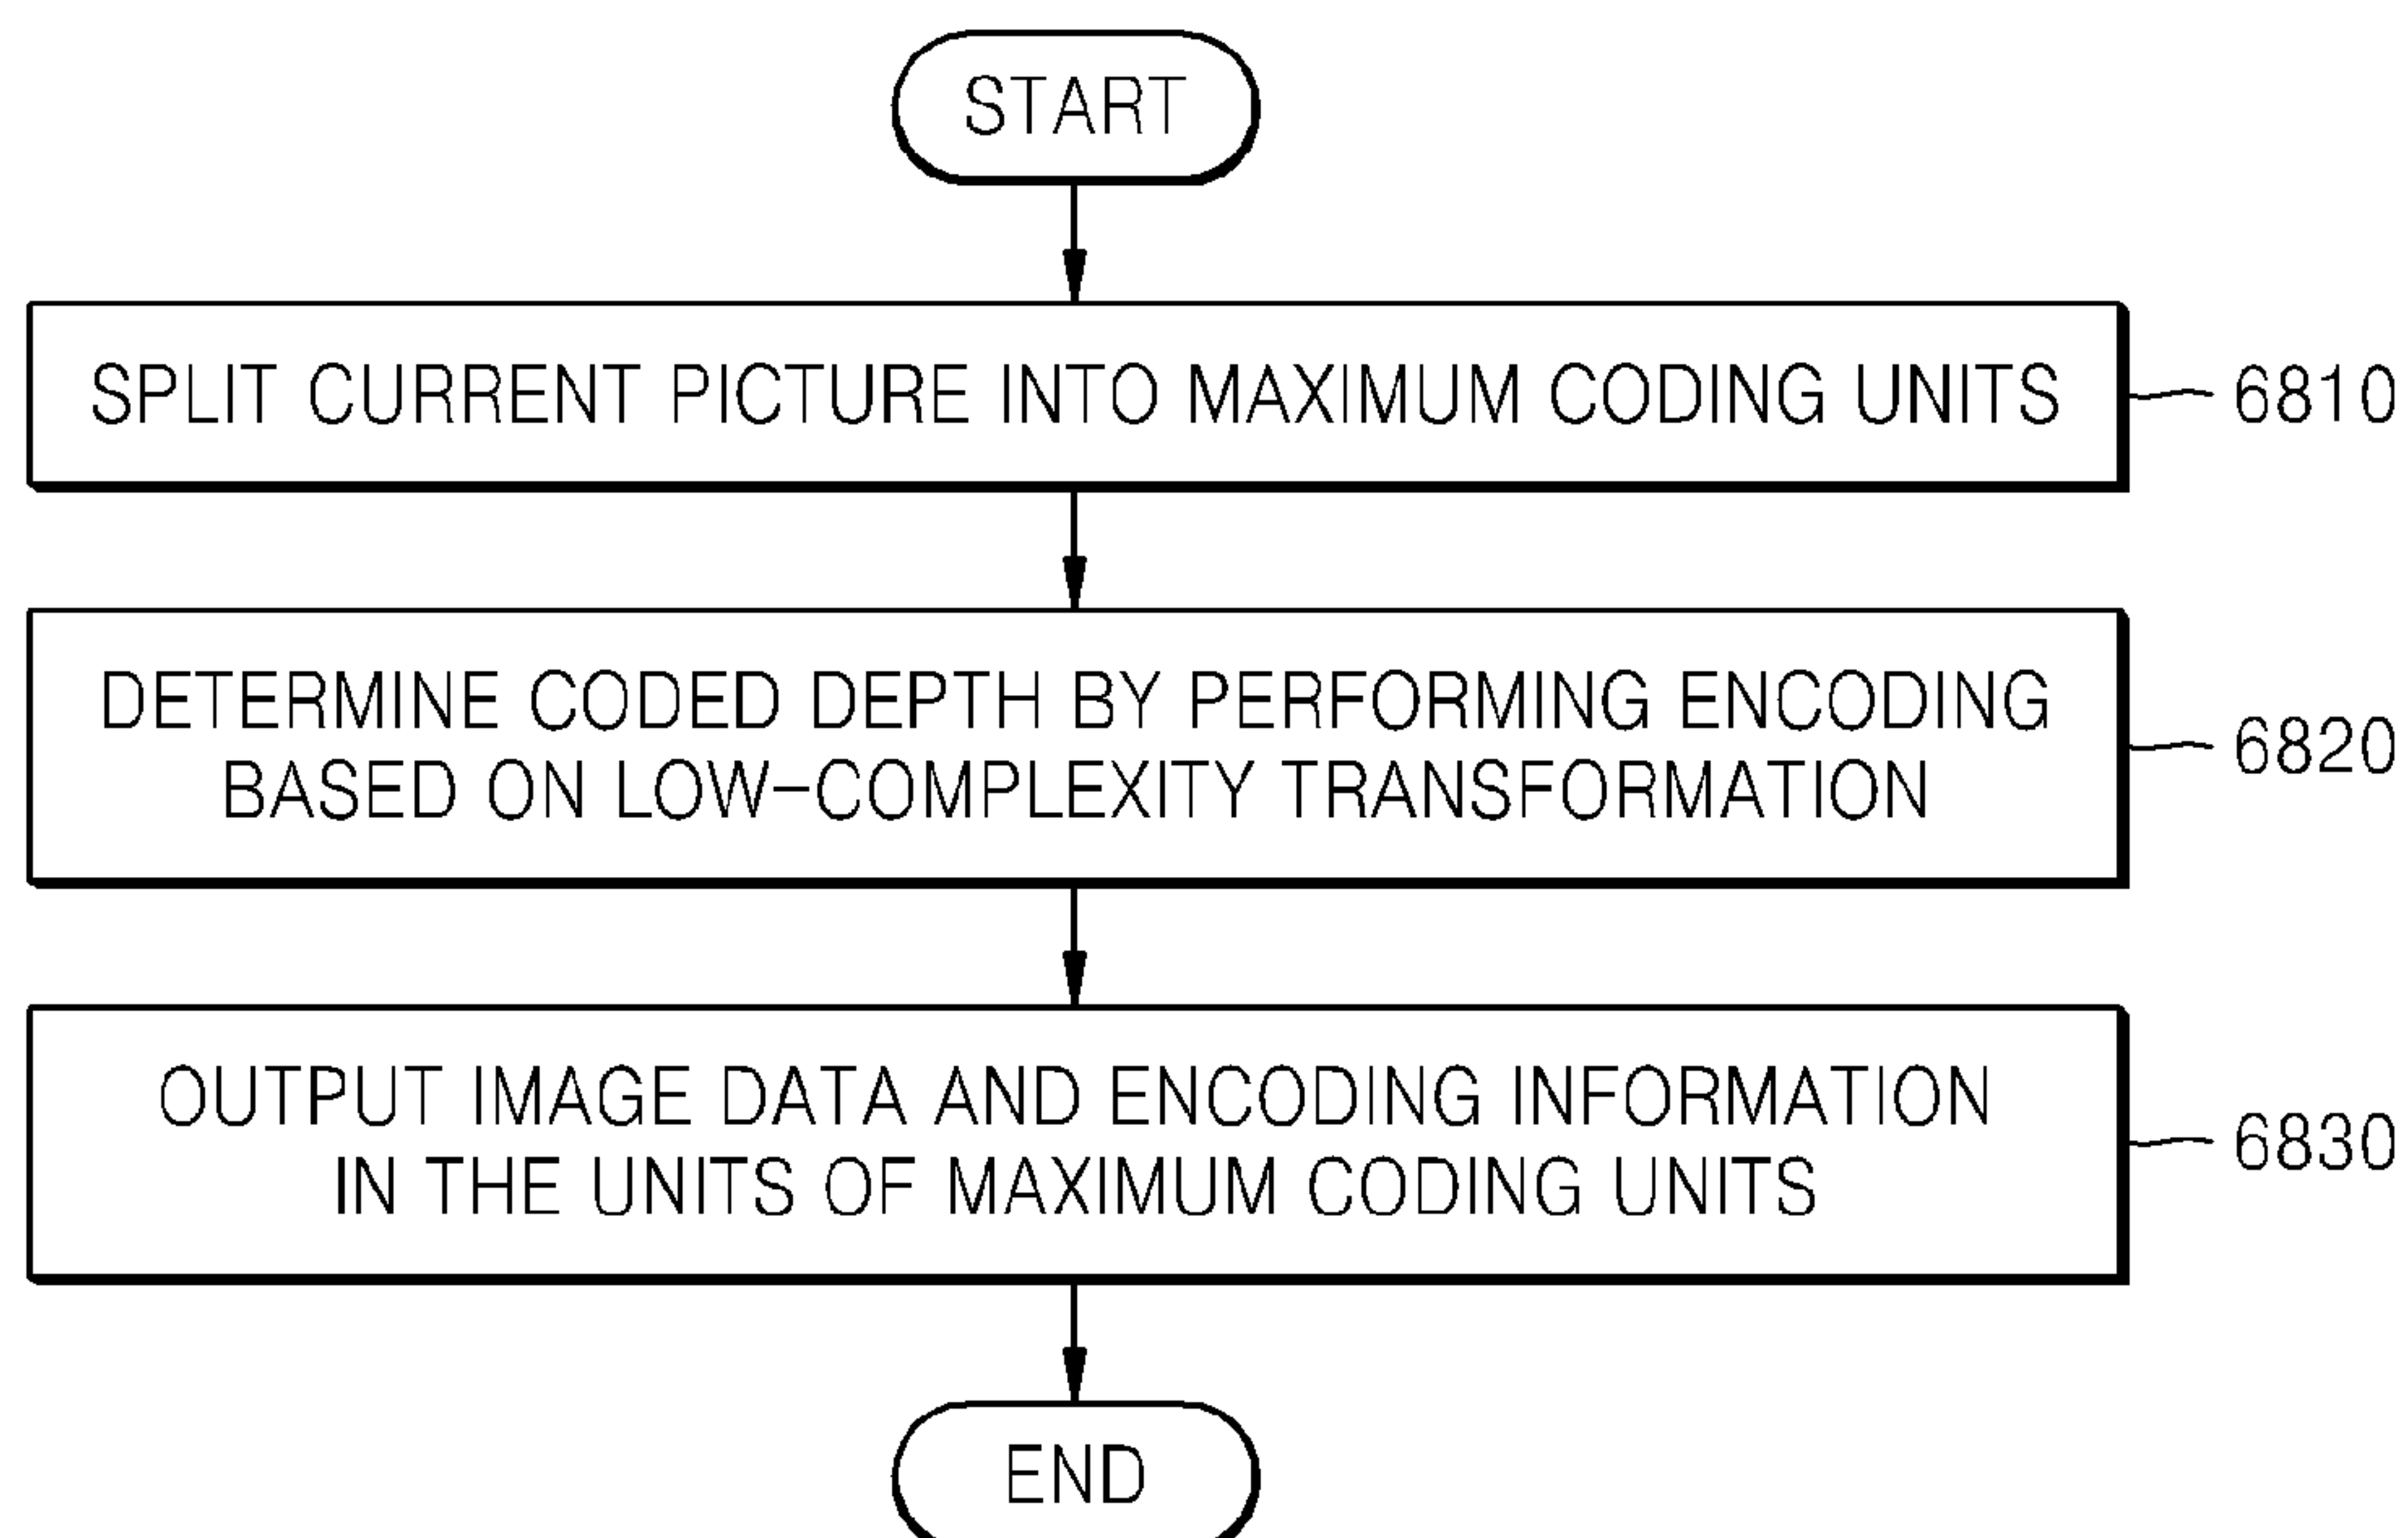 START
SPLIT CURRENT PICTURE INTO MAXIMUM CODING UNITS
6810
DETERMINE CODED DEPTH BY PERFORMING ENCODING
BASED ON LOW-COMPLEXITY TRANSFORMATION
6820
OUTPUT IMAGE DATA AND ENCODING INFORMATION
IN THE UNITS OF MAXIMUM CODING UNITS
6830
END